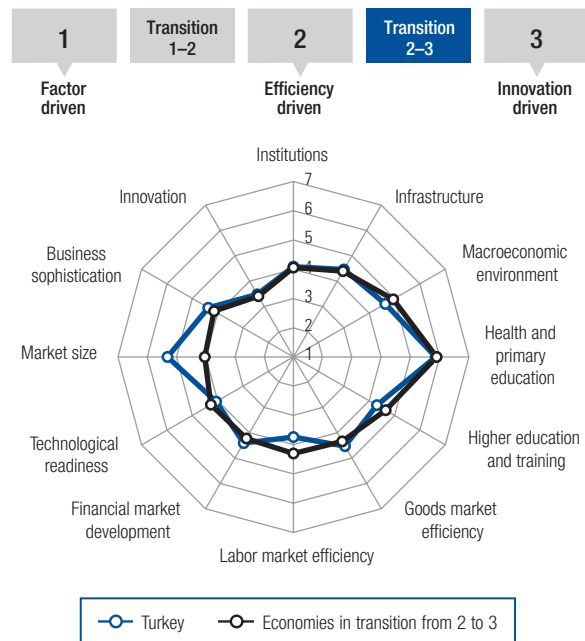 1
Transition
1–2
2
Transition
2–3
3
Factor
driven
Efficiency
driven
Innovation
driven
Institutions
7
6
5
4
3
2
1
Infrastructure
Macroeconomic
environment
Health and
primary
education
Higher education
and training
Goods market
efficiency
Labor market efficiency
Financial market
development
Technological
readiness
Market size
Business
sophistication
Innovation
Turkey
Economies in transition from 2 to 3